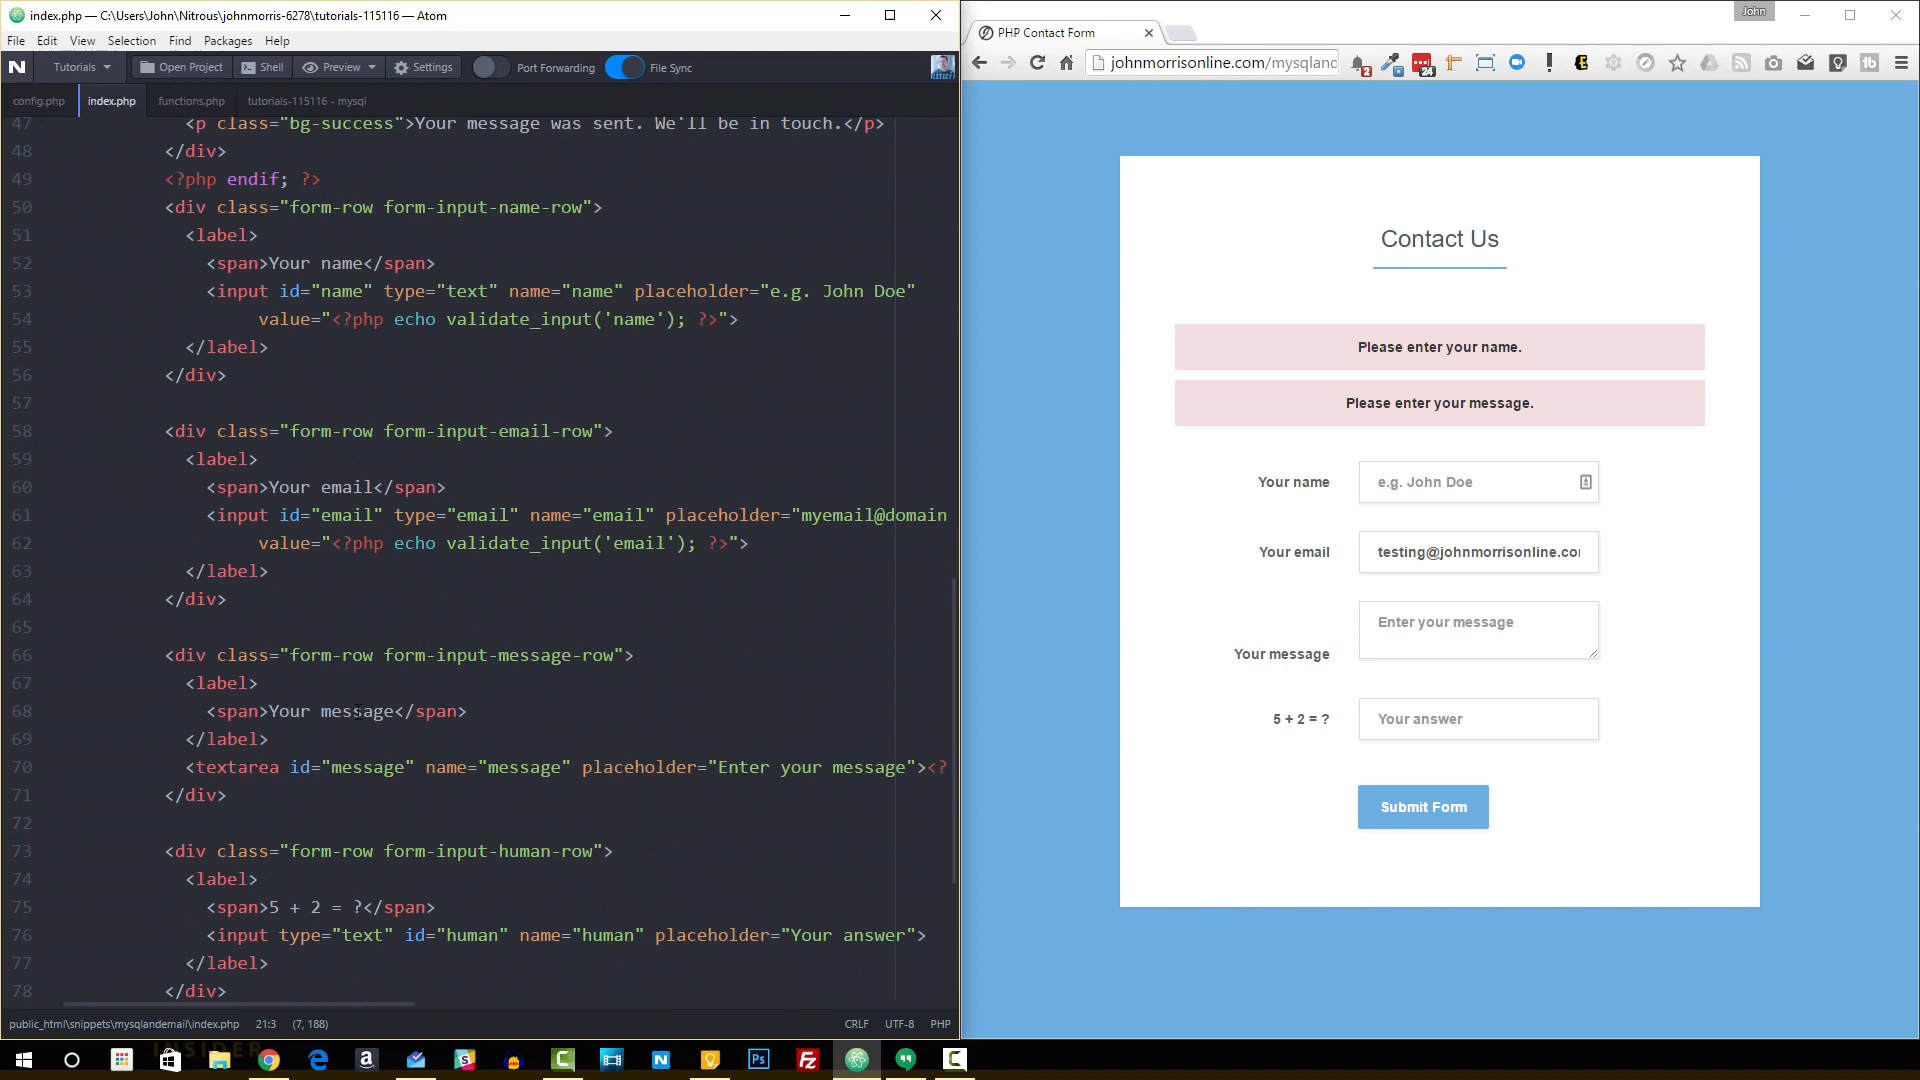 index.php — C:\Users\John\Nitrous\johnmorris-6278\tutorials-115116 — Atom
File Edit View Selection Find Packages Help
N Tutorials Open Project Shell Preview Settings Port Forwarding File Sync
config.php index.php functions.php tutorials-115116 - mysql
47 <p class="bg-success">Your message was sent. We'll be in touch.</p>
48 </div>
49 <?php endif; ?>
50 <div class="form-row form-input-name-row">
51 <label>
52 <span>Your name</span>
53 <input id="name" type="text" name="name" placeholder="e.g. John Doe"
54 value="<?php echo validate_input('name'); ?>">
55 </label>
56 </div>
57
58 <div class="form-row form-input-email-row">
59 <label>
60 <span>Your email</span>
61 <input id="email" type="email" name="email" placeholder="myemail@domain
62 value="<?php echo validate_input('email'); ?>">
63 </label>
64 </div>
65
66 <div class="form-row form-input-message-row">
67 <label>
68 <span>Your message</span>
69 </label>
70 <textarea id="message" name="message" placeholder="Enter your message"><?
71 </div>
72
73 <div class="form-row form-input-human-row">
74 <label>
75 <span>5 + 2 = ?</span>
76 <input type="text" id="human" name="human" placeholder="Your answer">
77 </label>
78 </div>
public_html\snippets\mysqlandemail\index.php 21:3 (7, 188) CRLF UTF-8 PHP
John
PHP Contact Form
johnmorrisonline.com/mysqland
2
24
Contact Us
Please enter your name.
Please enter your message.
Your name e.g. John Doe
Your email testing@johnmorrisonline.co
Your message Enter your message
5 + 2 = ? Your answer
Submit Form
INSIDER
Ps
Fz